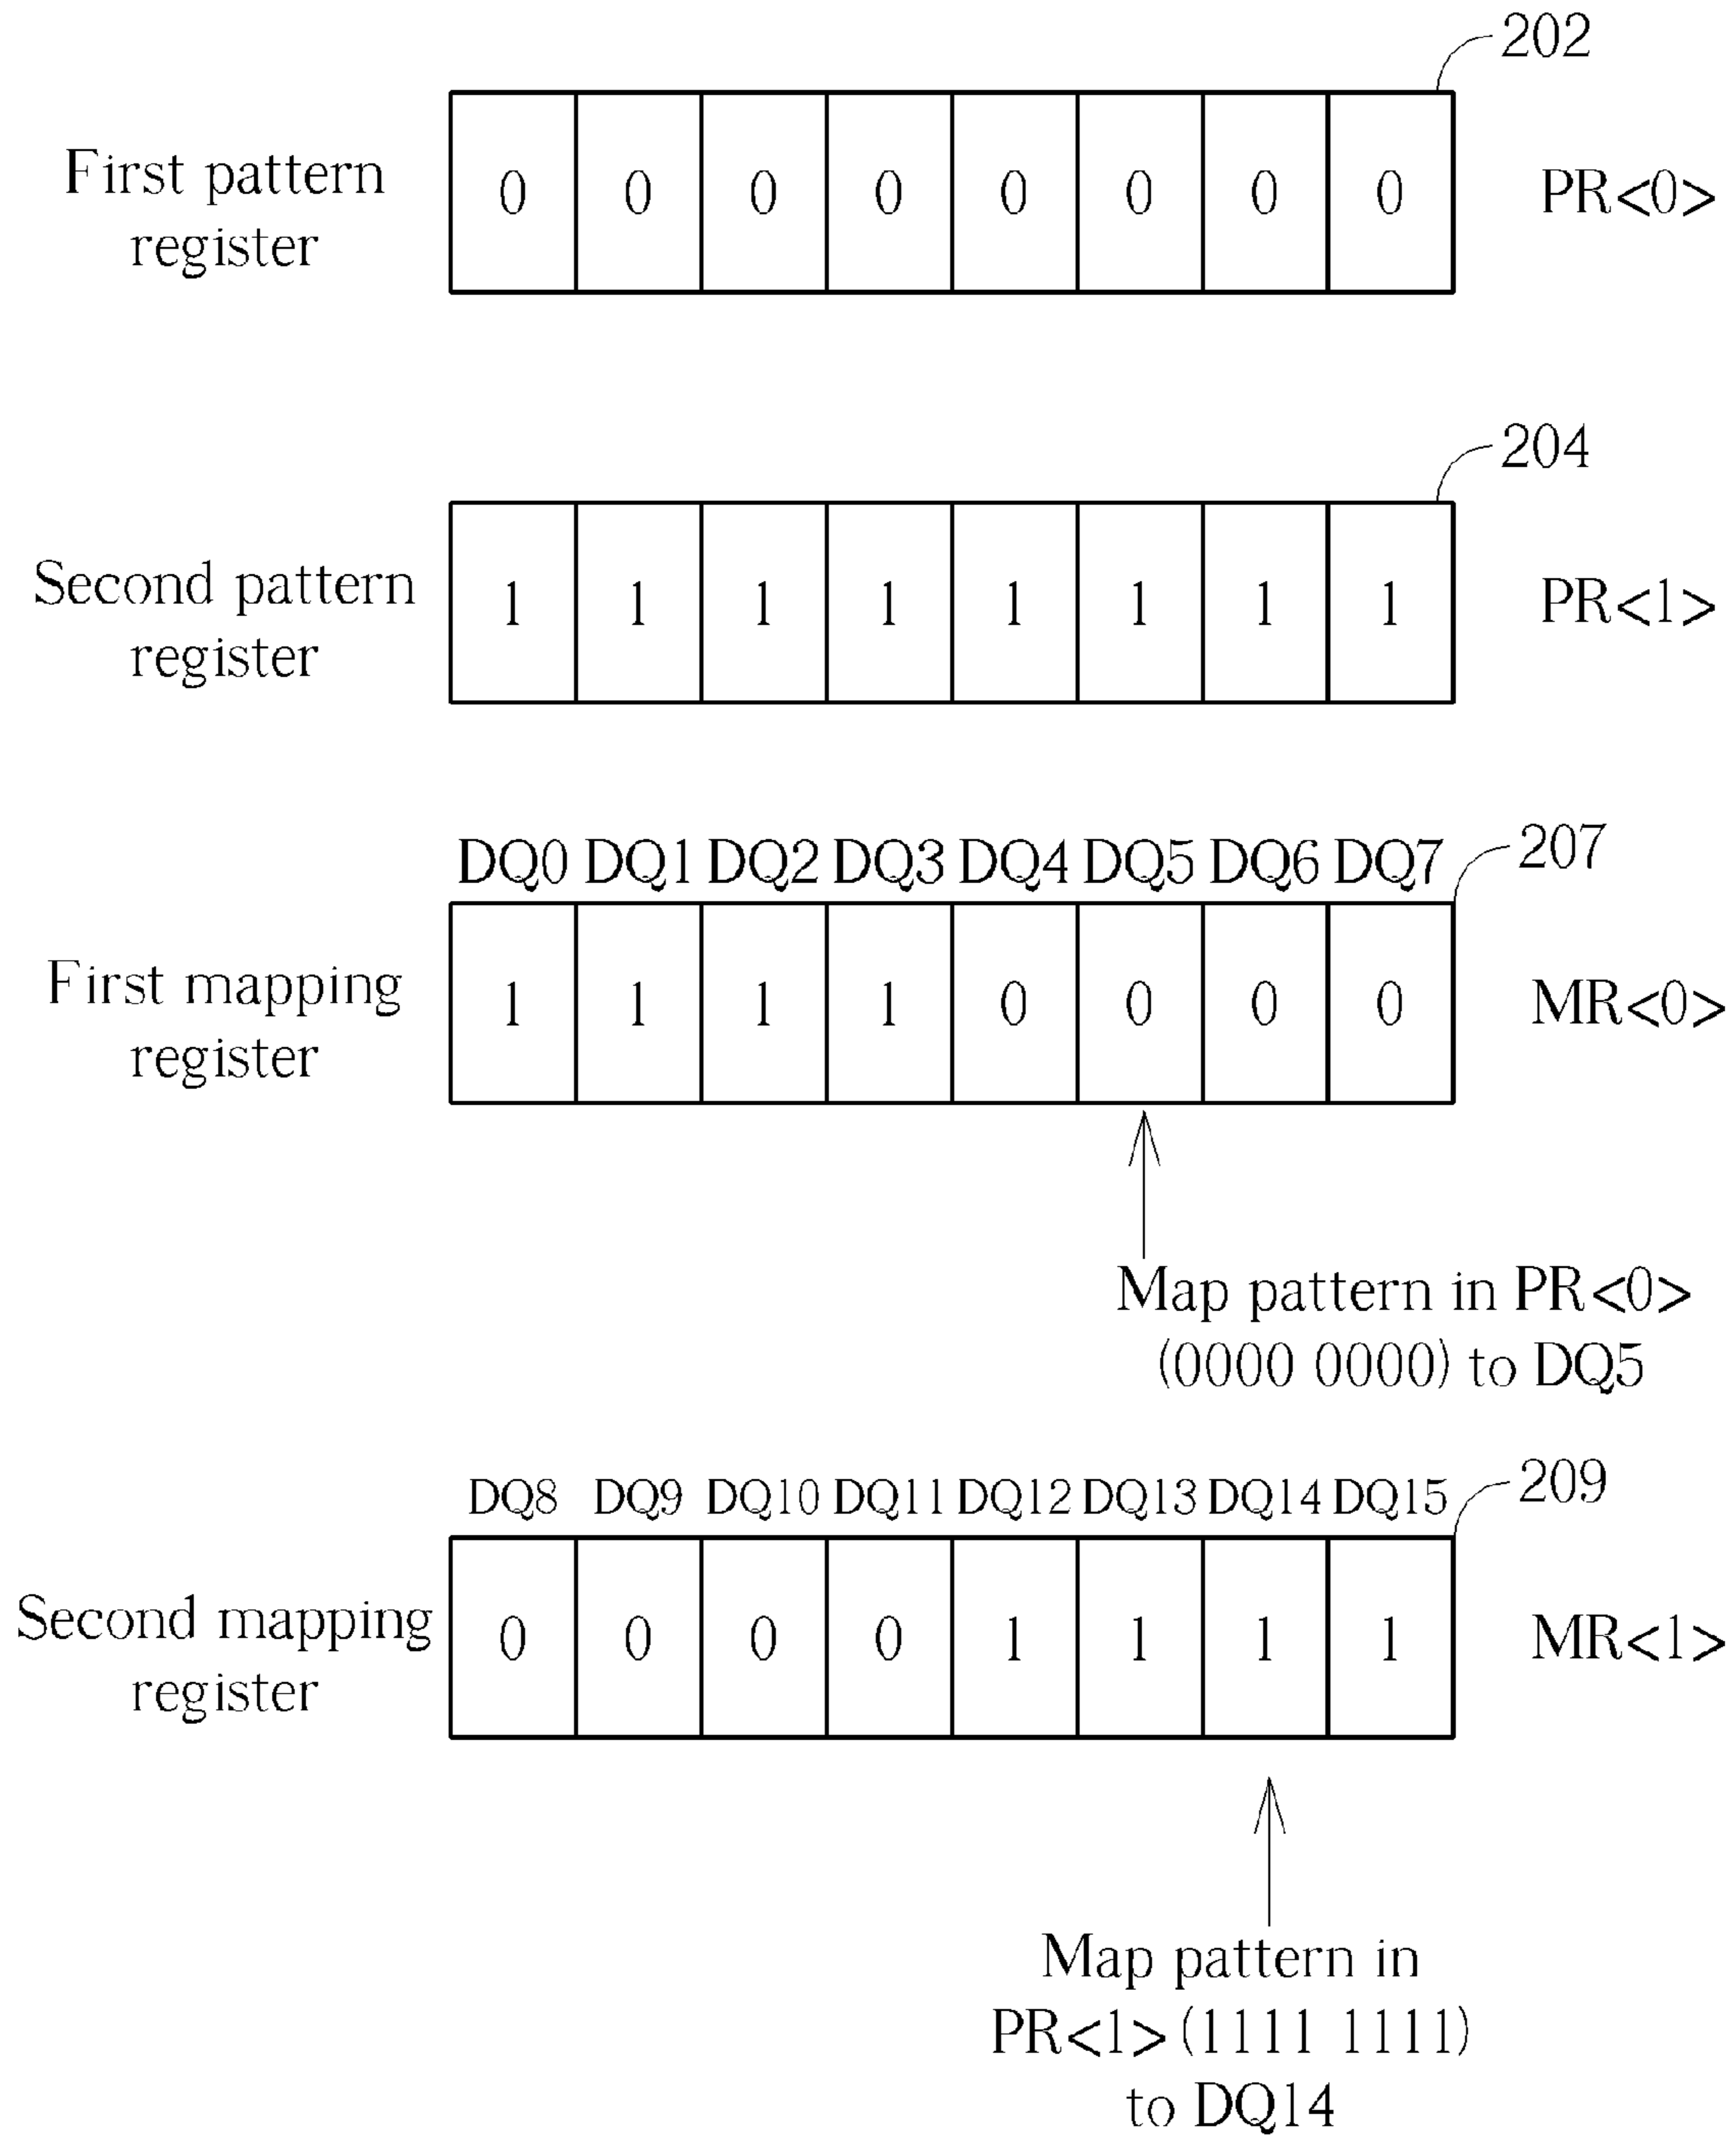 202
First pattern
register
0 0 0 0 0 0 0 0
PR<0>
204
Second pattern
register
1 1 1 1 1 1 1 1
PR<1>
207
DQ0 DQ1 DQ2 DQ3 DQ4 DQ5 DQ6 DQ7
First mapping
register
1 1 1 1 0 0 0 0
MR<0>
Map pattern in PR<0>
(0000 0000) to DQ5
209
DQ8 DQ9 DQ10 DQ11 DQ12 DQ13 DQ14 DQ15
Second mapping
register
0 0 0 0 1 1 1 1
MR<1>
Map pattern in
PR<1>(1111 1111)
to DQ14